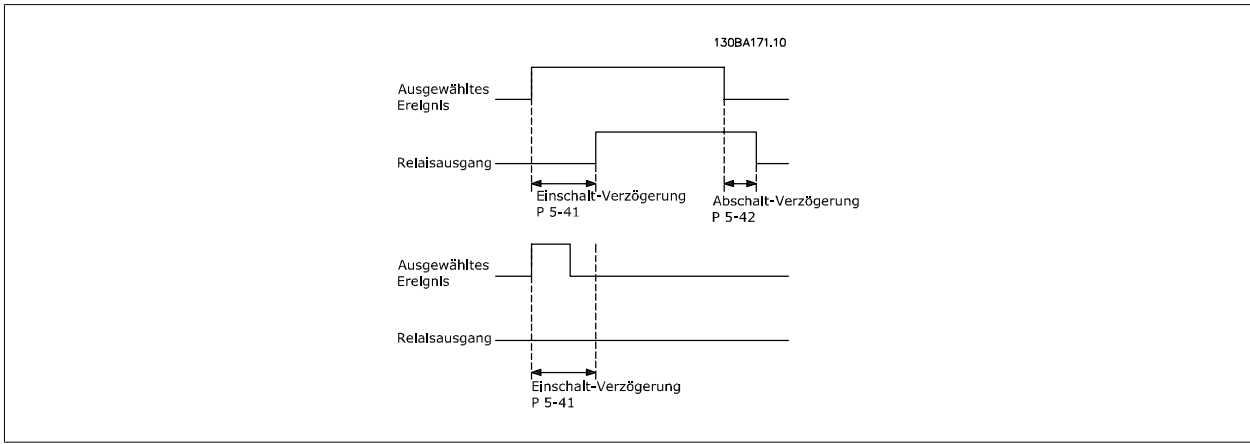 130BA171.10
Ausgewähltes
Ereignis
Relaisausgang
Einschalt-Verzögerung
P 5-41
Abschalt-Verzögerung
P 5-42
Ausgewähltes
Ereignis
Relaisausgang
Einschalt-Verzögerung
P 5-41